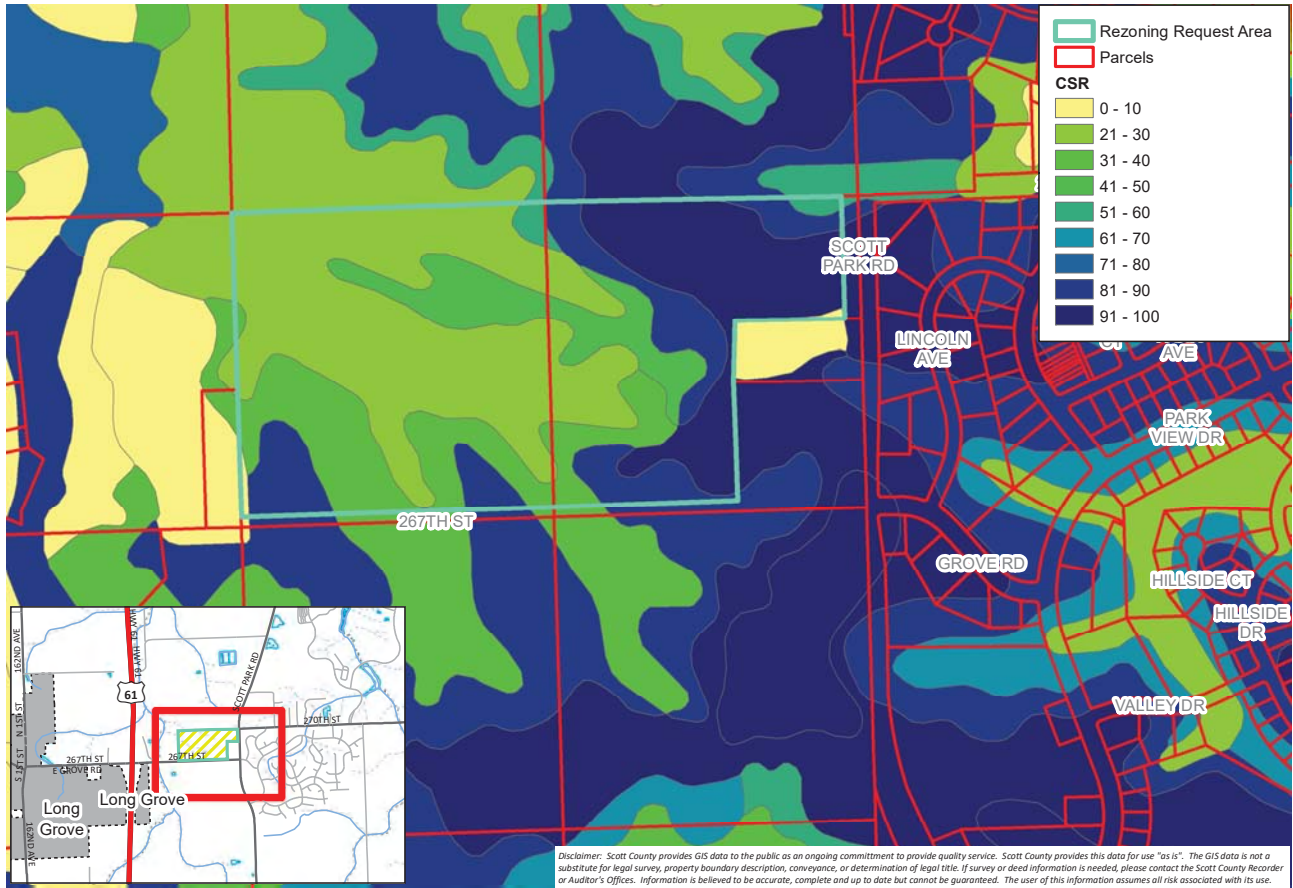 Rezoning Request Area
Parcels
CSR
0 - 10
21 - 30
31 - 40
41 - 50
51 - 60
61 - 70
71 - 80
81 - 90
91 - 100
SCOTT
PARK RD
LINCOLN
AVE
CT
AVE
PARK
VIEW DR
267TH ST
GROVE RD
HILLSIDE CT
HILLSIDE
DR
VALLEY DR
162ND AVE
HWY 61
HWY 61
61
SCOTT PARK RD
N 1ST ST
S 1ST ST
270TH ST
267TH ST
267TH ST
E GROVE RD
Long Grove
Long
Grove
162ND AVE
Disclaimer: Scott County provides GIS data to the public as an ongoing committment to provide quality service. Scott County provides this data for use "as is". The GIS data is not a
substitute for legal survey, property boundary description, conveyance, or determination of legal title. If survey or deed information is needed, please contact the Scott County Recorder
or Auditor's Offices. Information is believed to be accurate, complete and up to date but cannot be guaranteed. The user of this information assumes all risk associated with its use.